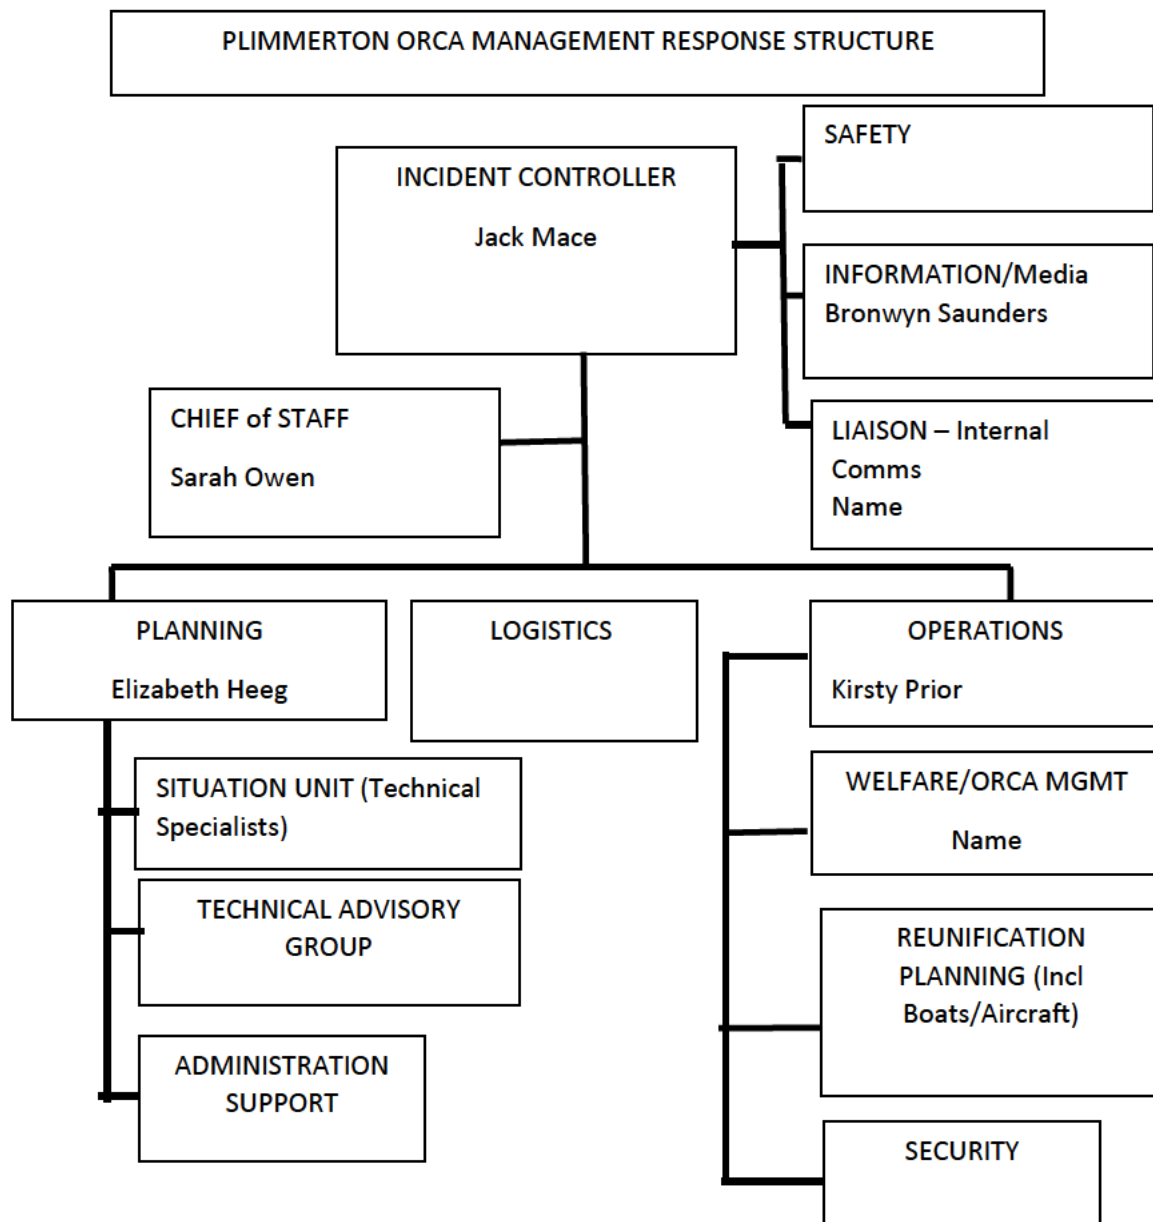 PLIMMERTON ORCA MANAGEMENT RESPONSE STRUCTURE
SAFETY
INCIDENT CONTROLLER
Jack Mace
INFORMATION/Media
Bronwyn Saunders
CHIEF of STAFF
Sarah Owen
LIAISON – Internal
Comms
Name
PLANNING
Elizabeth Heeg
LOGISTICS
OPERATIONS
Kirsty Prior
SITUATION UNIT (Technical
Specialists)
TECHNICAL ADVISORY
GROUP
ADMINISTRATION
SUPPORT
WELFARE/ORCA MGMT
Name
REUNIFICATION
PLANNING (Incl
Boats/Aircraft)
SECURITY